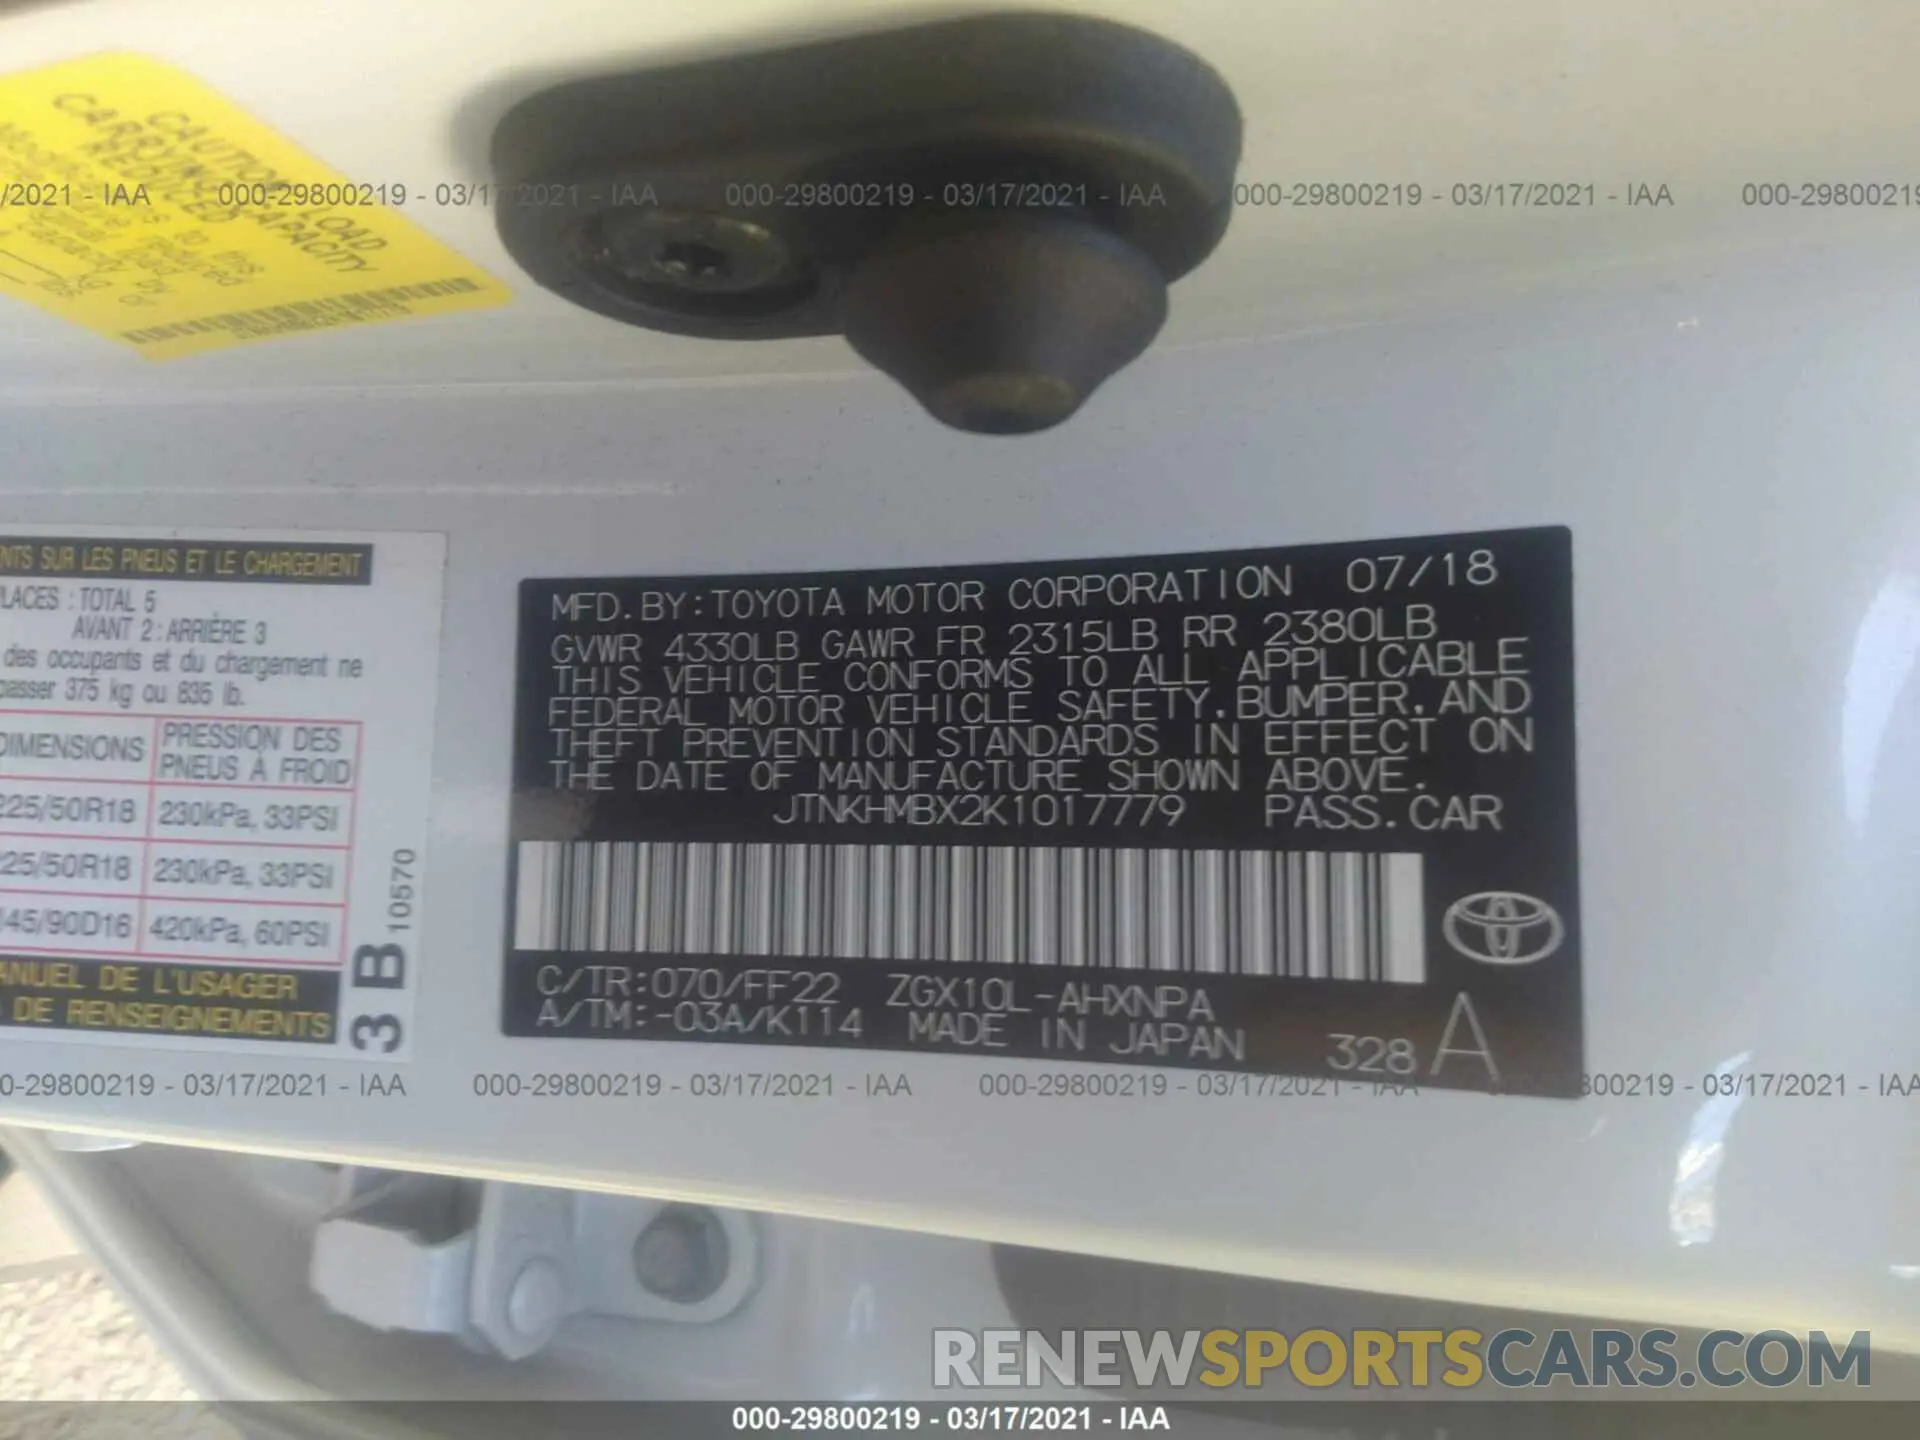 CAUTION: LOAD
CARRYING CAPACITY
REDUCED
/2021 - IAA 000-29800219 - 03/17/2021 - IAA 000-29800219 - 03/17/2021 - IAA 000-29800219 - 03/17/2021 - IAA 000-29800219
NTS SUR LES PNEUS ET LE CHARGEMENT
PLACES : TOTAL 5
AVANT 2 : ARRIÈRE 3
des occupants et du chargement ne
passer 375 kg ou 835 lb.
DIMENSIONS PRESSION DES
PNEUS À FROID
225/50R18 230kPa, 33PSI
225/50R18 230kPa, 33PSI
145/90D16 420kPa, 60PSI
MANUEL DE L'USAGER
DE RENSEIGNEMENTS
3 B 10570
MFD.BY:TOYOTA MOTOR CORPORATION 07/18
GVWR 4330LB GAWR FR 2315LB RR 2380LB
THIS VEHICLE CONFORMS TO ALL APPLICABLE
FEDERAL MOTOR VEHICLE SAFETY,BUMPER,AND
THEFT PREVENTION STANDARDS IN EFFECT ON
THE DATE OF MANUFACTURE SHOWN ABOVE.
JTNKHMBX2K1017779 PASS.CAR
C/TR:070/FF22 ZGX10L-AHXNPA
A/TM:-03A/K114 MADE IN JAPAN 328 A
0-29800219 - 03/17/2021 - IAA 000-29800219 - 03/17/2021 - IAA 000-29800219 - 03/17/2021 - IAA 000-29800219 - 03/17/2021 - IAA
RENEWSPORTSCARS.COM
000-29800219 - 03/17/2021 - IAA